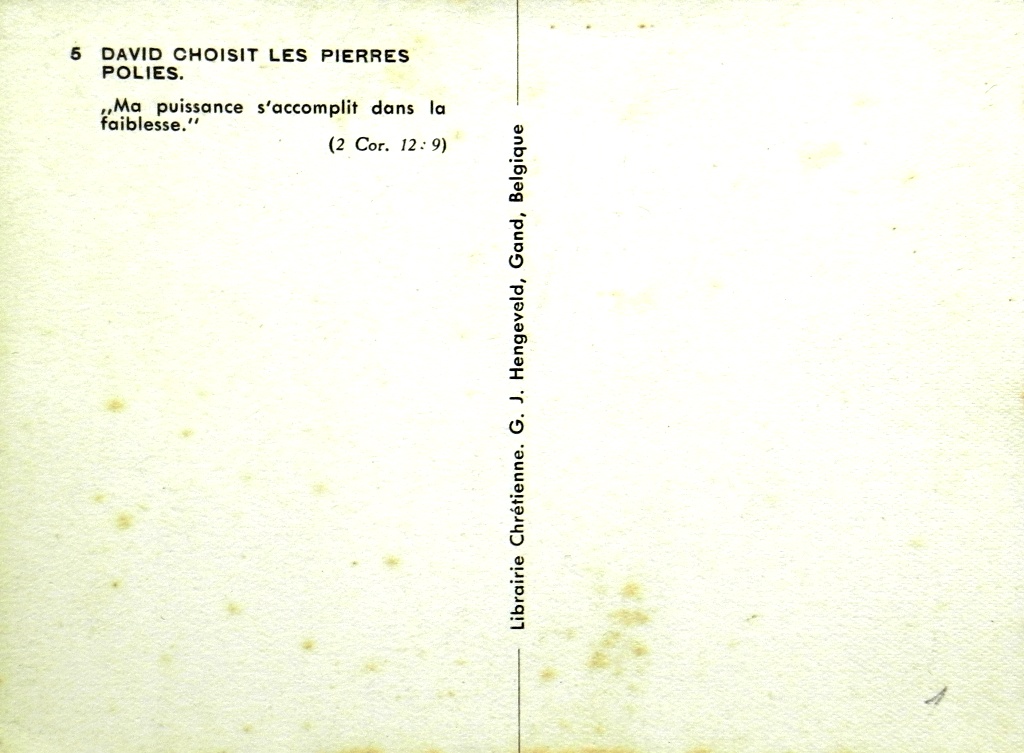 5 DAVID CHOISIT LES PIERRES
POLIES.
„Ma puissance s'accomplit dans la
faiblesse.”
(2 Cor. 12:9)
Librairie Chrétienne. G. J. Hengeveld, Gand, Belgique